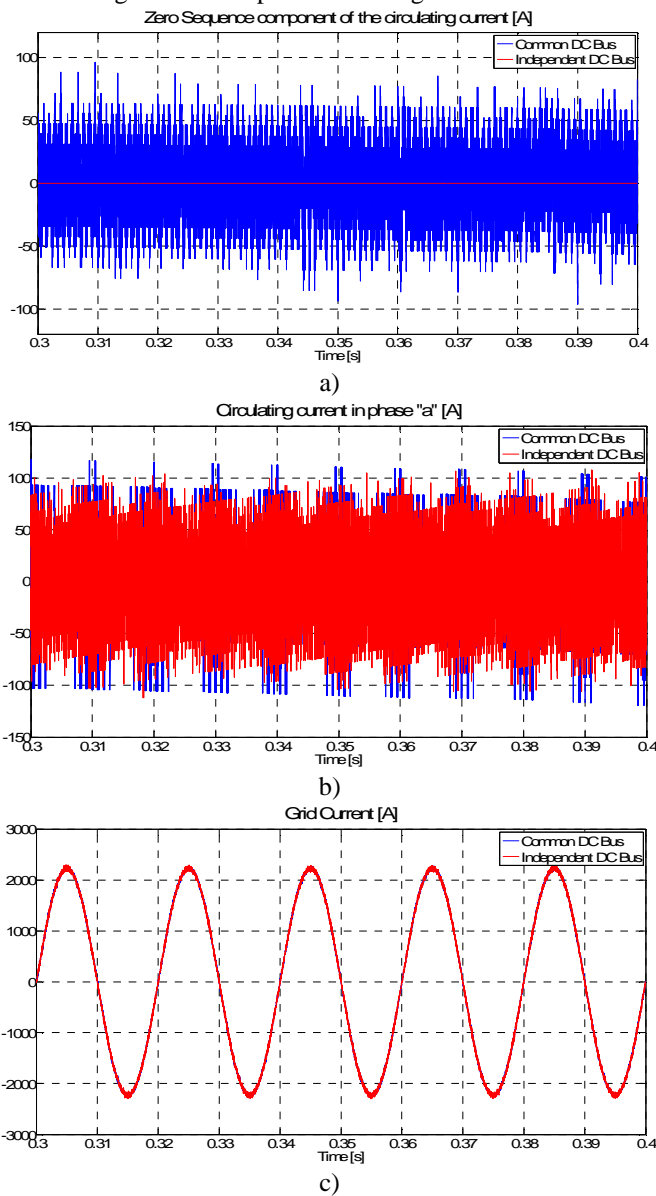 Zero Sequence component of the circulating current [A]
Common DC Bus
Independent DC Bus
100
50
0
-50
-100
0.3 0.31 0.32 0.33 0.34 0.35 0.36 0.37 0.38 0.39 0.4
Time [s]
a)
Circulating current in phase "a" [A]
Common DC Bus
Independent DC Bus
150
100
50
0
-50
-100
-150
0.3 0.31 0.32 0.33 0.34 0.35 0.36 0.37 0.38 0.39 0.4
Time [s]
b)
Grid Current [A]
Common DC Bus
Independent DC Bus
3000
2000
1000
0
-1000
-2000
-3000
0.3 0.31 0.32 0.33 0.34 0.35 0.36 0.37 0.38 0.39 0.4
Time [s]
c)